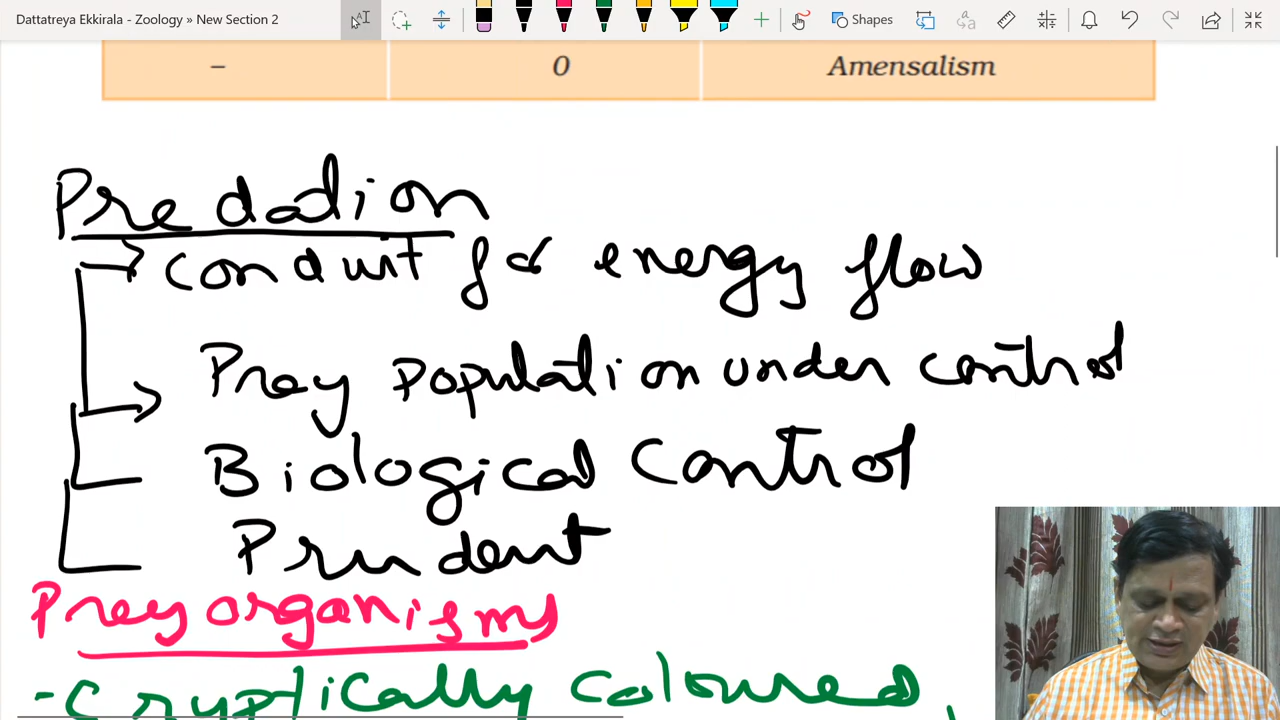 Dattatreya Ekkirala - Zoology » New Section 2
Shapes
– 0 Amensalism
Predation
conduit for energy flow
Prey population under control
Biological Control
Prudent
Prey organisms
- Cryptically coloured,